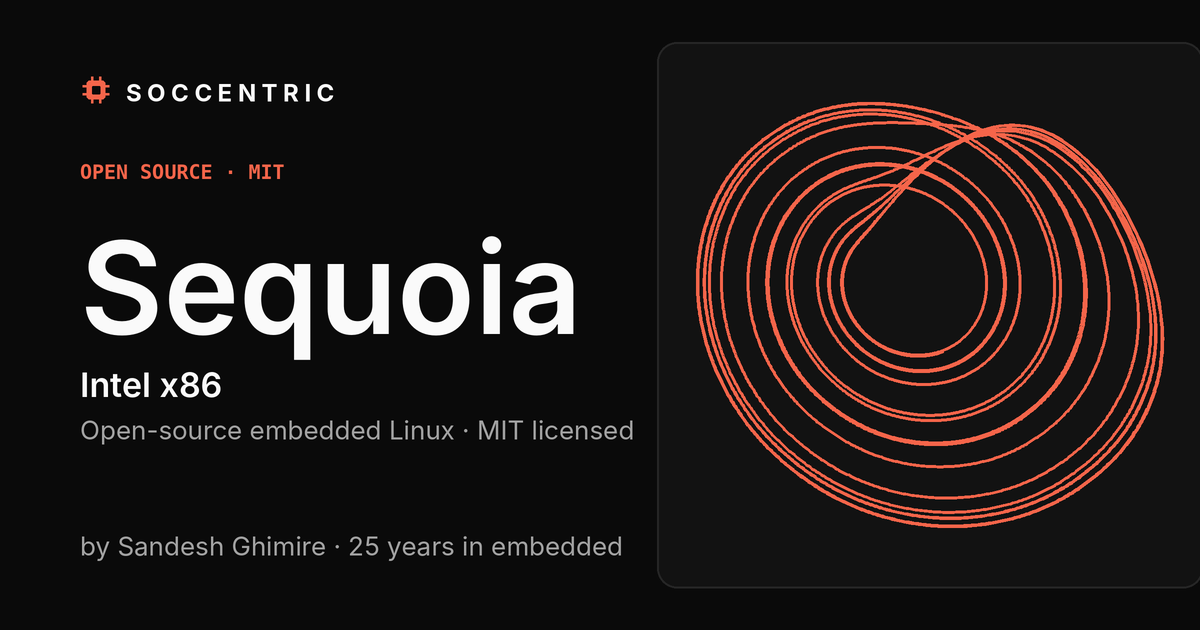 SOCCENTRIC
OPEN SOURCE · MIT
Sequoia
Intel x86
Open-source embedded Linux · MIT licensed
by Sandesh Ghimire · 25 years in embedded